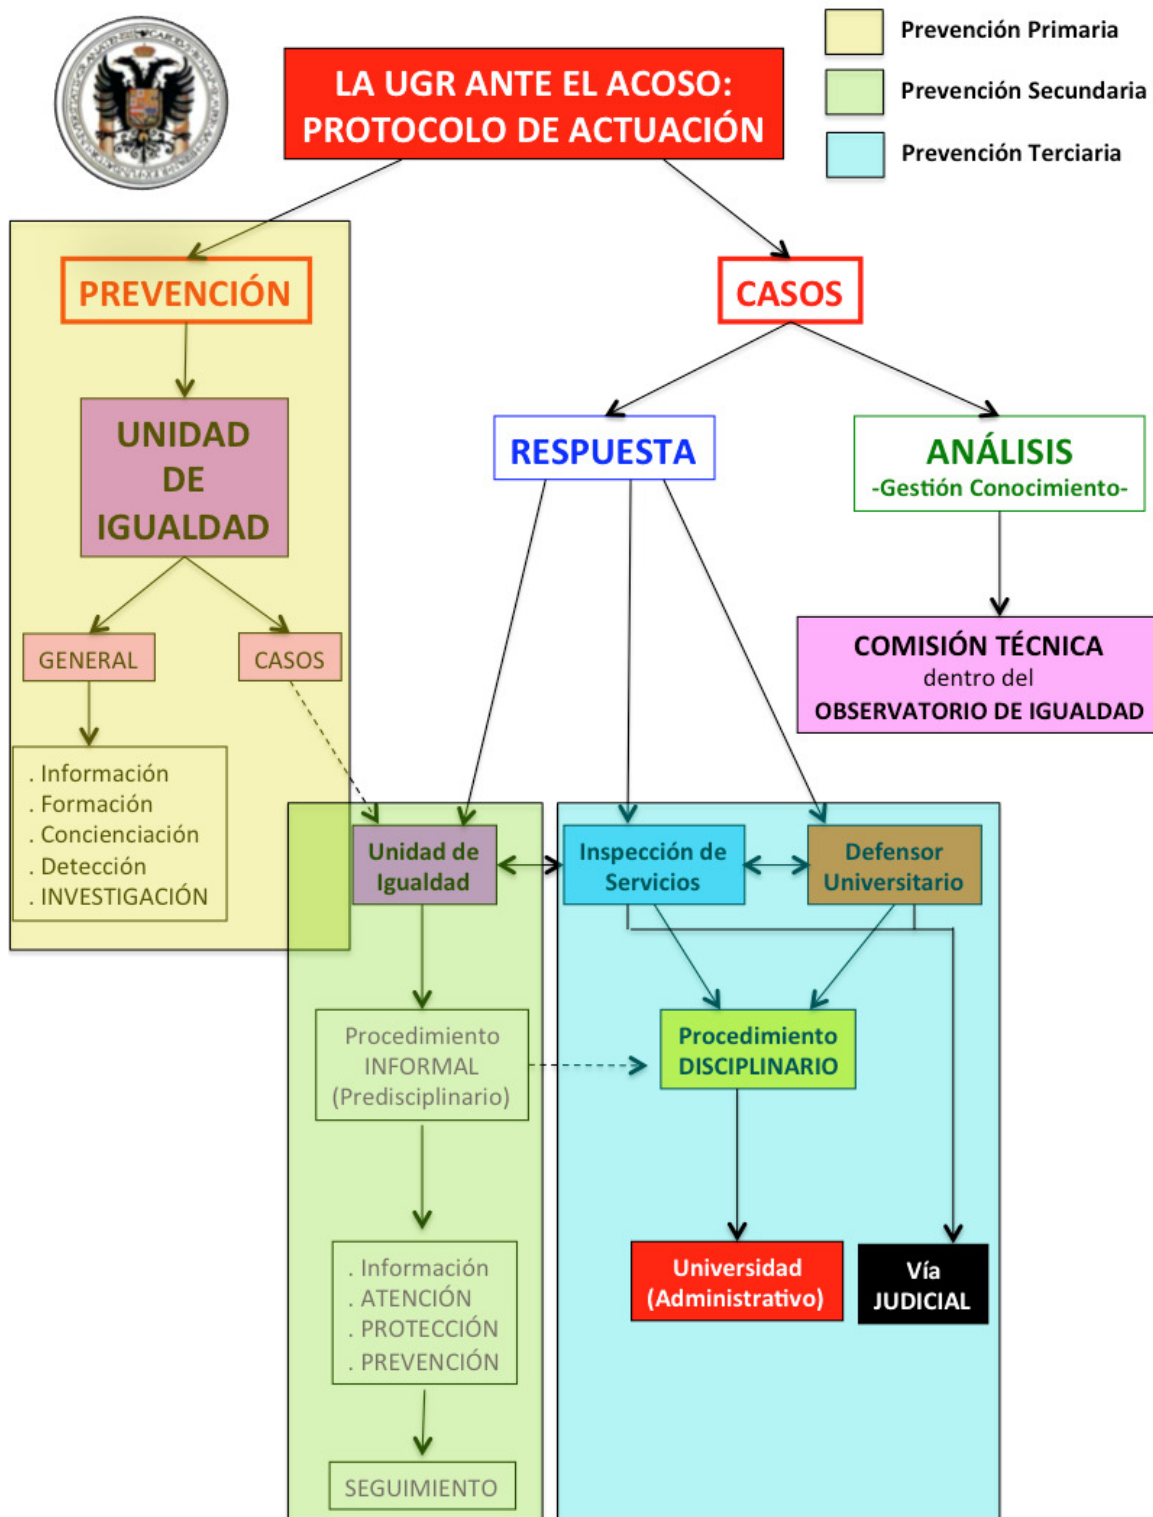 LA UGR ANTE EL ACOSO:
PROTOCOLO DE ACTUACIÓN
Prevención Primaria
Prevención Secundaria
Prevención Terciaria
PREVENCIÓN
CASOS
UNIDAD
DE
IGUALDAD
RESPUESTA
ANÁLISIS
-Gestión Conocimiento-
GENERAL
CASOS
COMISIÓN TÉCNICA
dentro del
OBSERVATORIO DE IGUALDAD
. Información
. Formación
. Concienciación
. Detección
. INVESTIGACIÓN
Unidad de
Igualdad
Inspección de
Servicios
Defensor
Universitario
Procedimiento
INFORMAL
(Predisciplinario)
Procedimiento
DISCIPLINARIO
. Información
. ATENCIÓN
. PROTECCIÓN
. PREVENCIÓN
Universidad
(Administrativo)
Vía
JUDICIAL
SEGUIMIENTO